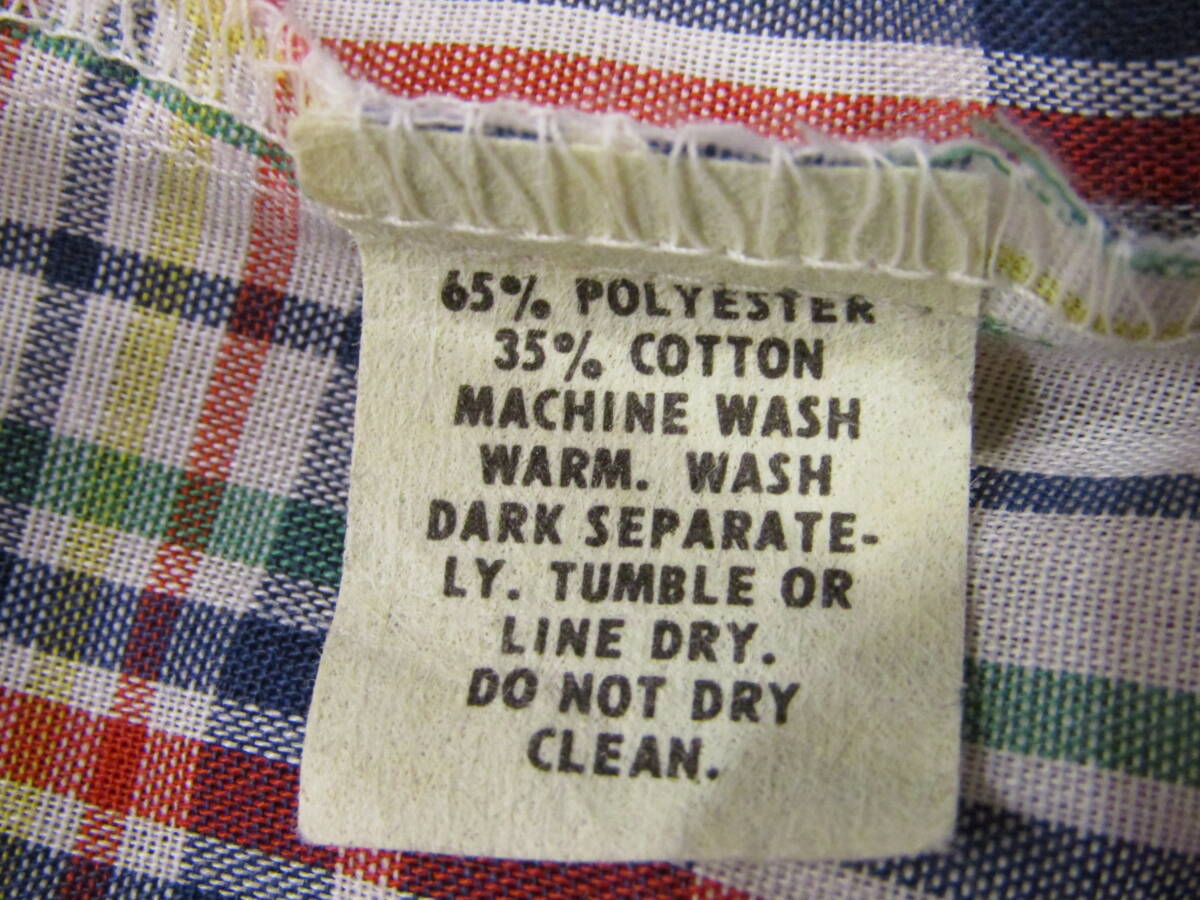 65% POLYESTER
35% COTTON
MACHINE WASH
WARM. WASH
DARK SEPARATE-
LY. TUMBLE OR
LINE DRY.
DO NOT DRY
CLEAN.